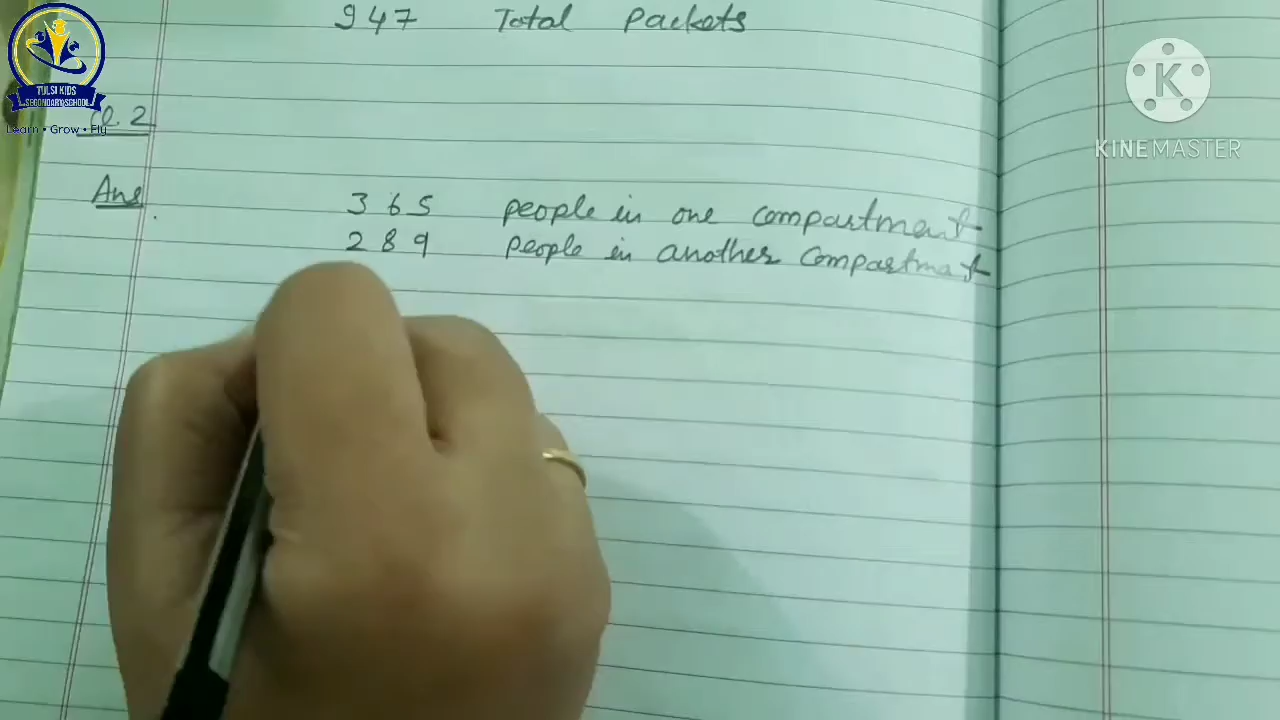 947 Total Packets
TULSI KIDS
SECONDARY SCHOOL
Learn • Grow • Fly
Q.2
Ans
365 people in one compartment
289 people in another compartmat
K
KINEMASTER